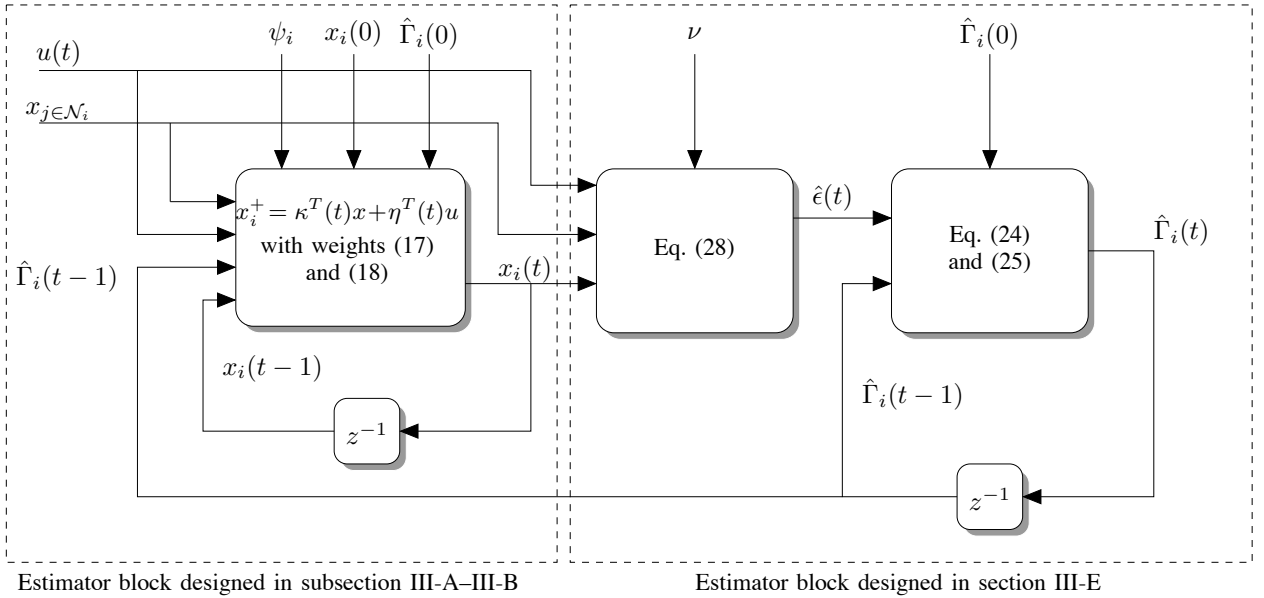 ψ_i x_i(0) Γ̂_i(0) ν Γ̂_i(0)
u(t)
x_{j∈𝒩_i}
x_i^+ = κ^T(t)x+η^T(t)u
with weights (17)
and (18)
Eq. (28)
ε̂(t)
Eq. (24)
and (25)
Γ̂_i(t)
Γ̂_i(t − 1)
x_i(t)
x_i(t − 1)
Γ̂_i(t − 1)
z^{-1}
z^{-1}
Estimator block designed in subsection III-A–III-B
Estimator block designed in section III-E